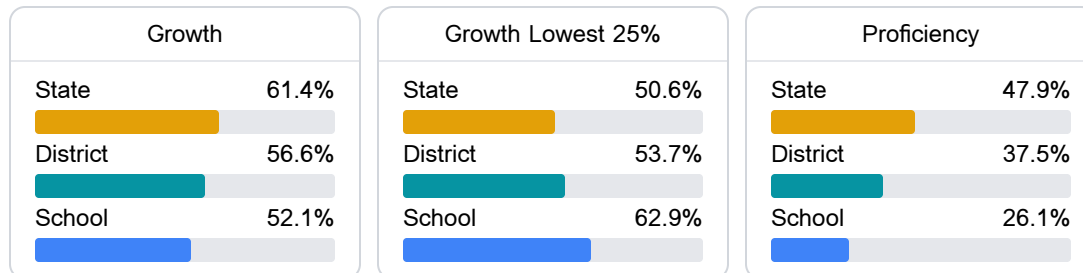 Growth
State 61.4%
District 56.6%
School 52.1%
Growth Lowest 25%
State 50.6%
District 53.7%
School 62.9%
Proficiency
State 47.9%
District 37.5%
School 26.1%